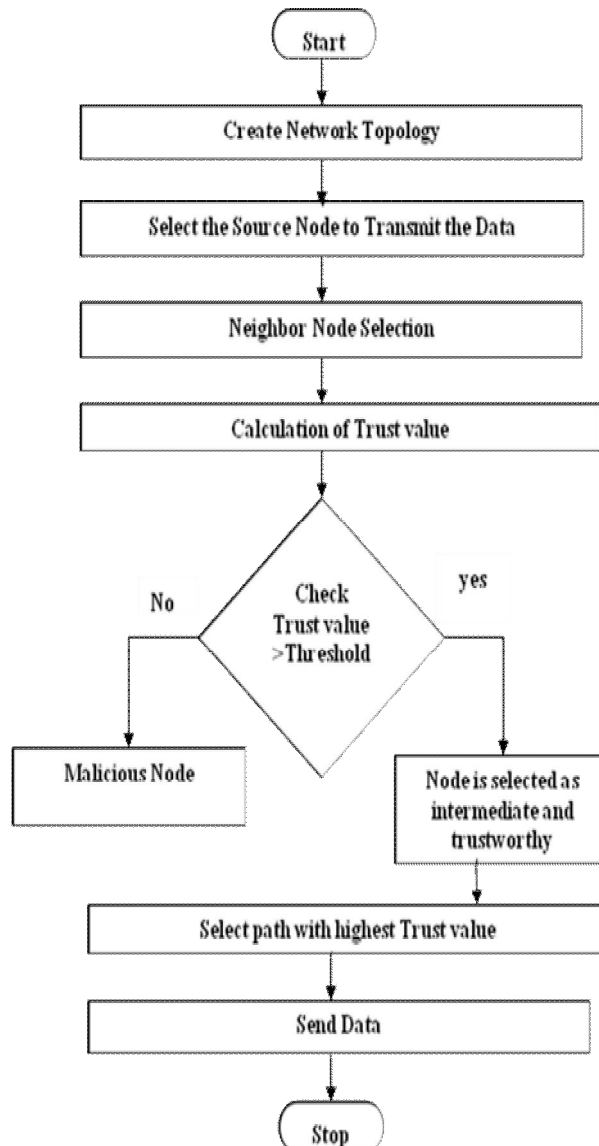 Start
Create Network Topology
Select the Source Node to Transmit the Data
Neighbor Node Selection
Calculation of Trust value
No
yes
Check
Trust value
>Threshold
Malicious Node
Node is selected as
intermediate and
trustworthy
Select path with highest Trust value
Send Data
Stop